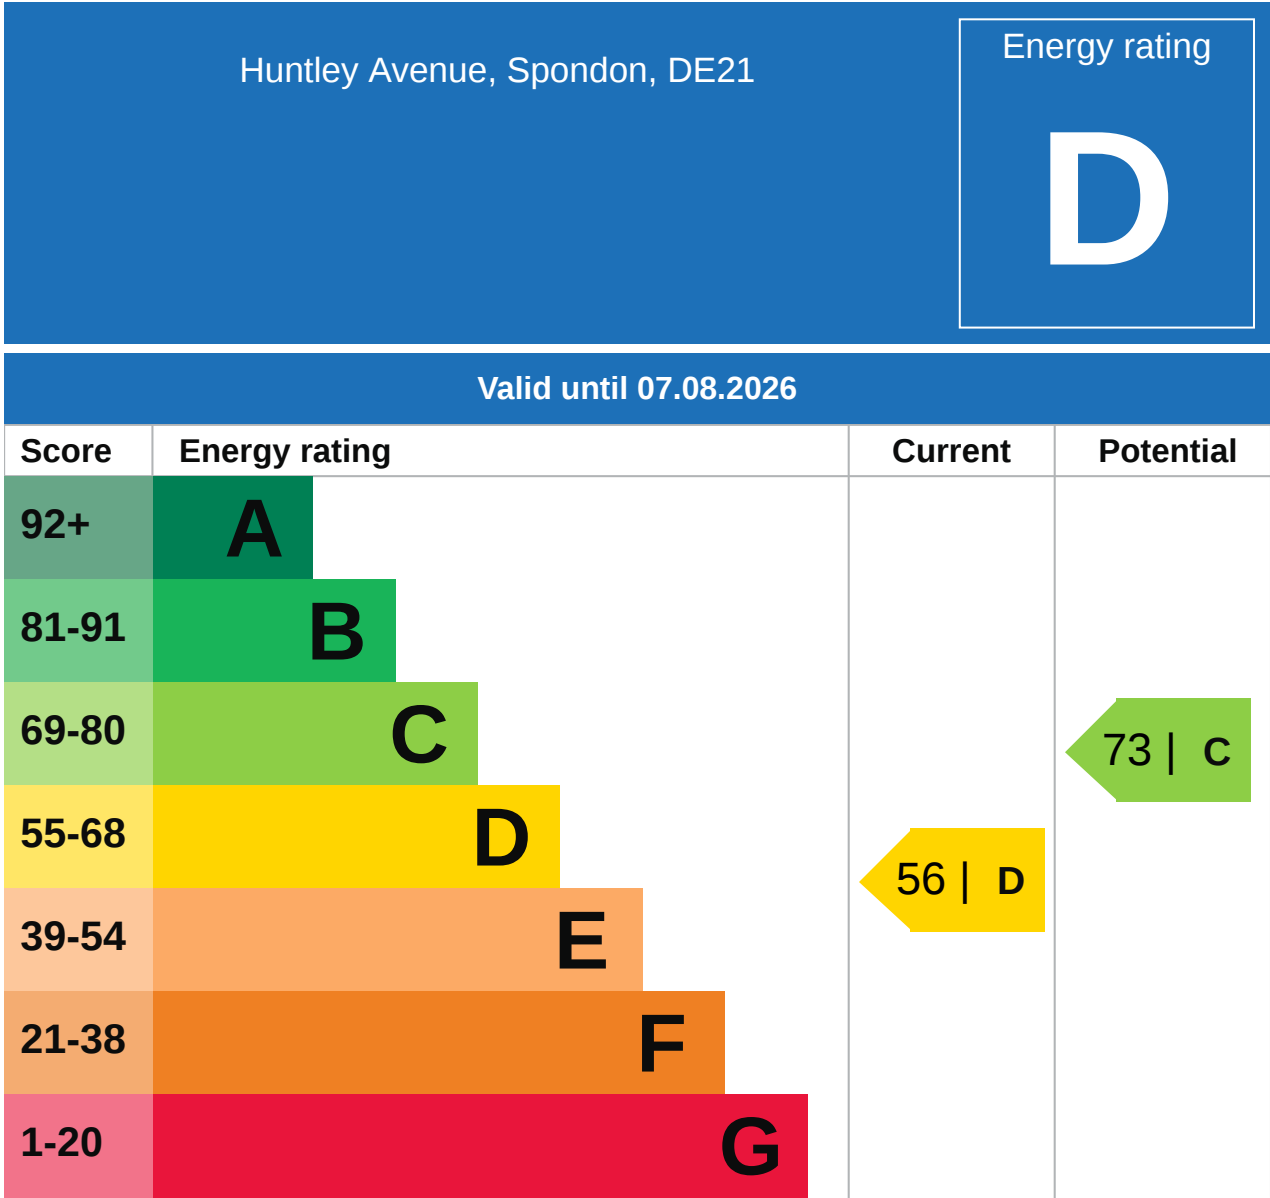 Huntley Avenue, Spondon, DE21
Energy rating
D
Valid until 07.08.2026
Score Energy rating Current Potential
92+ A
81-91 B
69-80 C
73 | C
55-68 D
56 | D
39-54 E
21-38 F
1-20 G